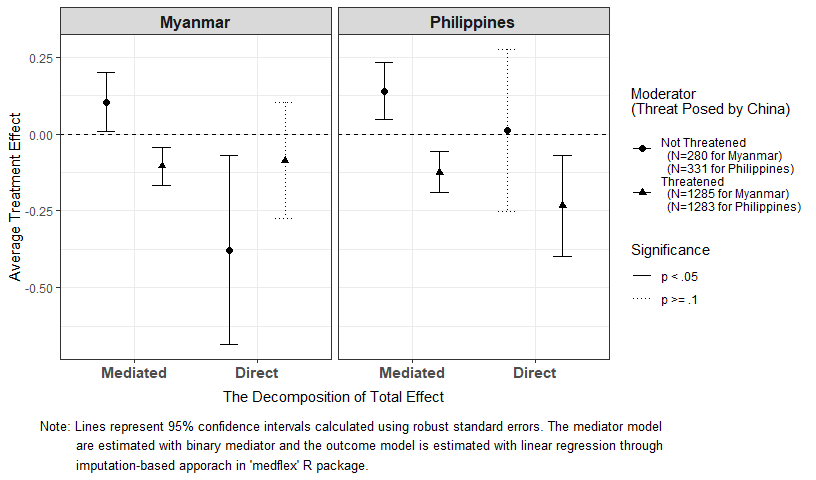 Myanmar
Philippines
0.25
0.00
-0.25
-0.50
Average Treatment Effect
Mediated
Direct
Mediated
Direct
The Decomposition of Total Effect
Moderator
(Threat Posed by China)
Not Threatened
(N=280 for Myanmar)
(N=331 for Philippines)
Threatened
(N=1285 for Myanmar)
(N=1283 for Philippines)
Significance
p < .05
p >= .1
Note: Lines represent 95% confidence intervals calculated using robust standard errors. The mediator model
are estimated with binary mediator and the outcome model is estimated with linear regression through
imputation-based apporach in 'medflex' R package.